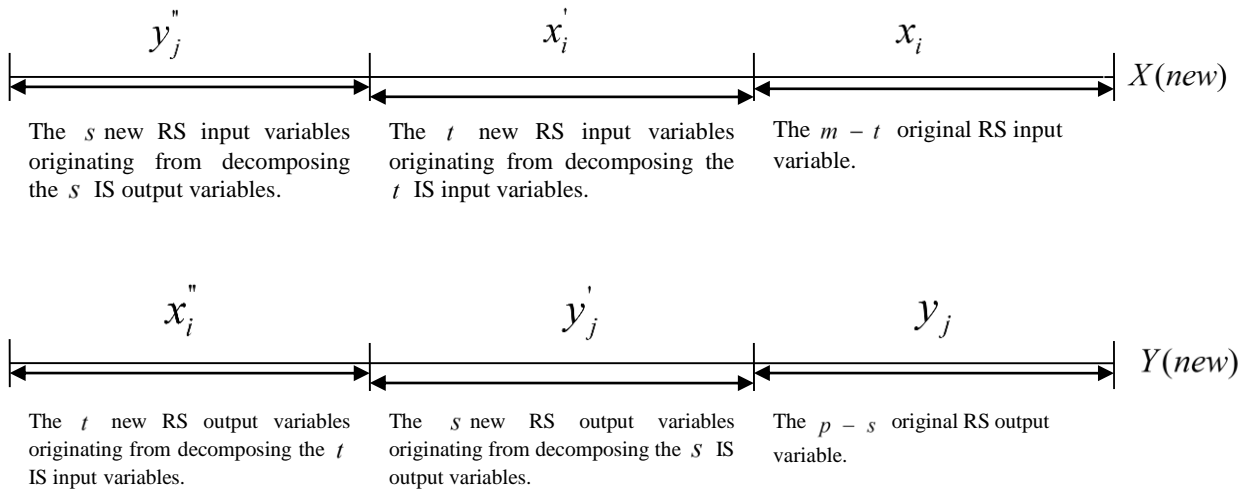 y''_j x'_i x_i
X(new)
The s new RS input variables
originating from decomposing
the s IS output variables.
The t new RS input variables
originating from decomposing the
t IS input variables.
The m – t original RS input
variable.
x''_i y'_j y_j
Y(new)
The t new RS output variables
originating from decomposing the t
IS input variables.
The s new RS output variables
originating from decomposing the s IS
output variables.
The p – s original RS output
variable.